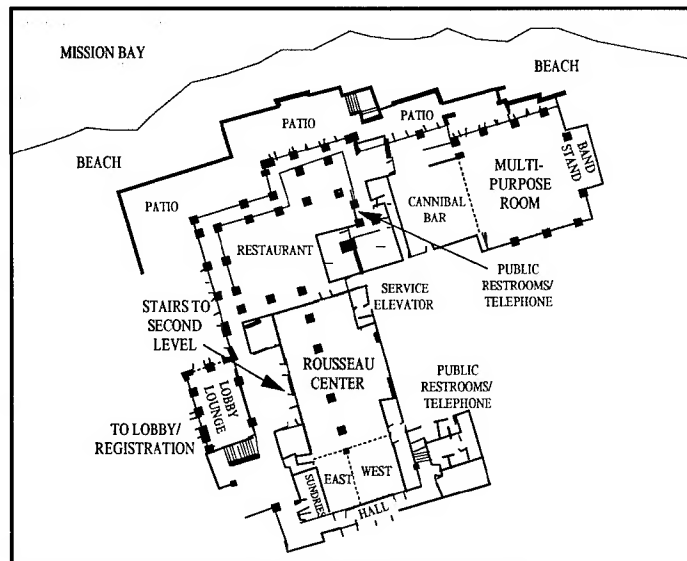 MISSION BAY
BEACH
PATIO
PATIO
BEACH
PATIO
BAND
STAND
MULTI-
PURPOSE
ROOM
CANNIBAL
BAR
RESTAURANT
PUBLIC
RESTROOMS/
TELEPHONE
SERVICE
ELEVATOR
STAIRS TO
SECOND
LEVEL
ROUSSEAU
CENTER
PUBLIC
RESTROOMS/
TELEPHONE
LOBBY
LOUNGE
TO LOBBY/
REGISTRATION
EAST
WEST
SUNDRIES
HALL